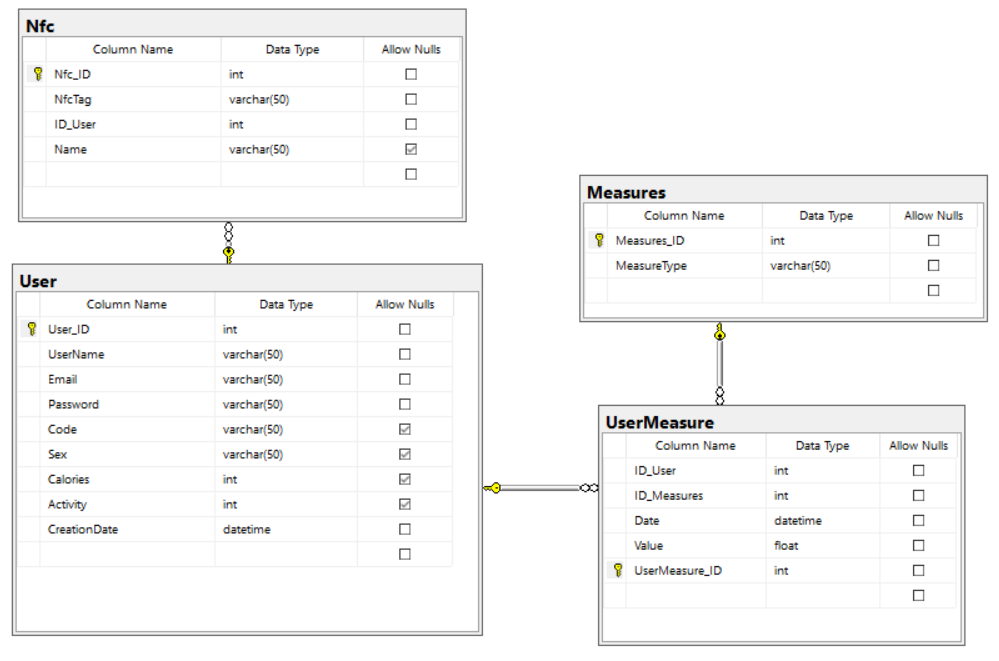 Nfc
Column Name Data Type Allow Nulls
Nfc_ID int
NfcTag varchar(50)
ID_User int
Name varchar(50)
User
Column Name Data Type Allow Nulls
User_ID int
UserName varchar(50)
Email varchar(50)
Password varchar(50)
Code varchar(50)
Sex varchar(50)
Calories int
Activity int
CreationDate datetime
Measures
Column Name Data Type Allow Nulls
Measures_ID int
MeasureType varchar(50)
UserMeasure
Column Name Data Type Allow Nulls
ID_User int
ID_Measures int
Date datetime
Value float
UserMeasure_ID int